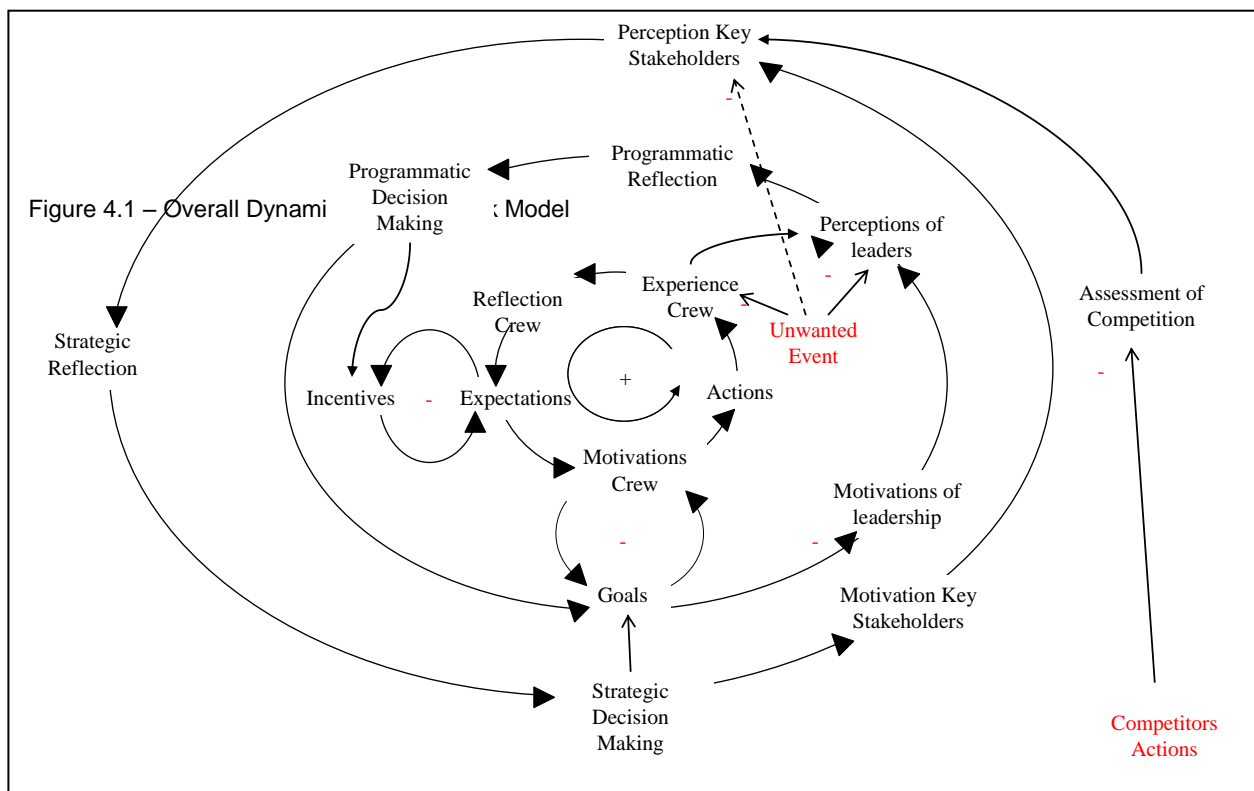 Perception Key
Stakeholders
Programmatic
Reflection
Programmatic
Decision
Making
Figure 4.1 – Overall Dynami k Model
Perceptions of
leaders
-
-
Experience
Crew
-
Reflection
Crew
Unwanted
Event
Assessment of
Competition
-
Strategic
Reflection
Incentives
-
Expectations
+
Actions
Motivations
Crew
Motivations of
leadership
-
-
Goals
Motivation Key
Stakeholders
Strategic
Decision
Making
Competitors
Actions